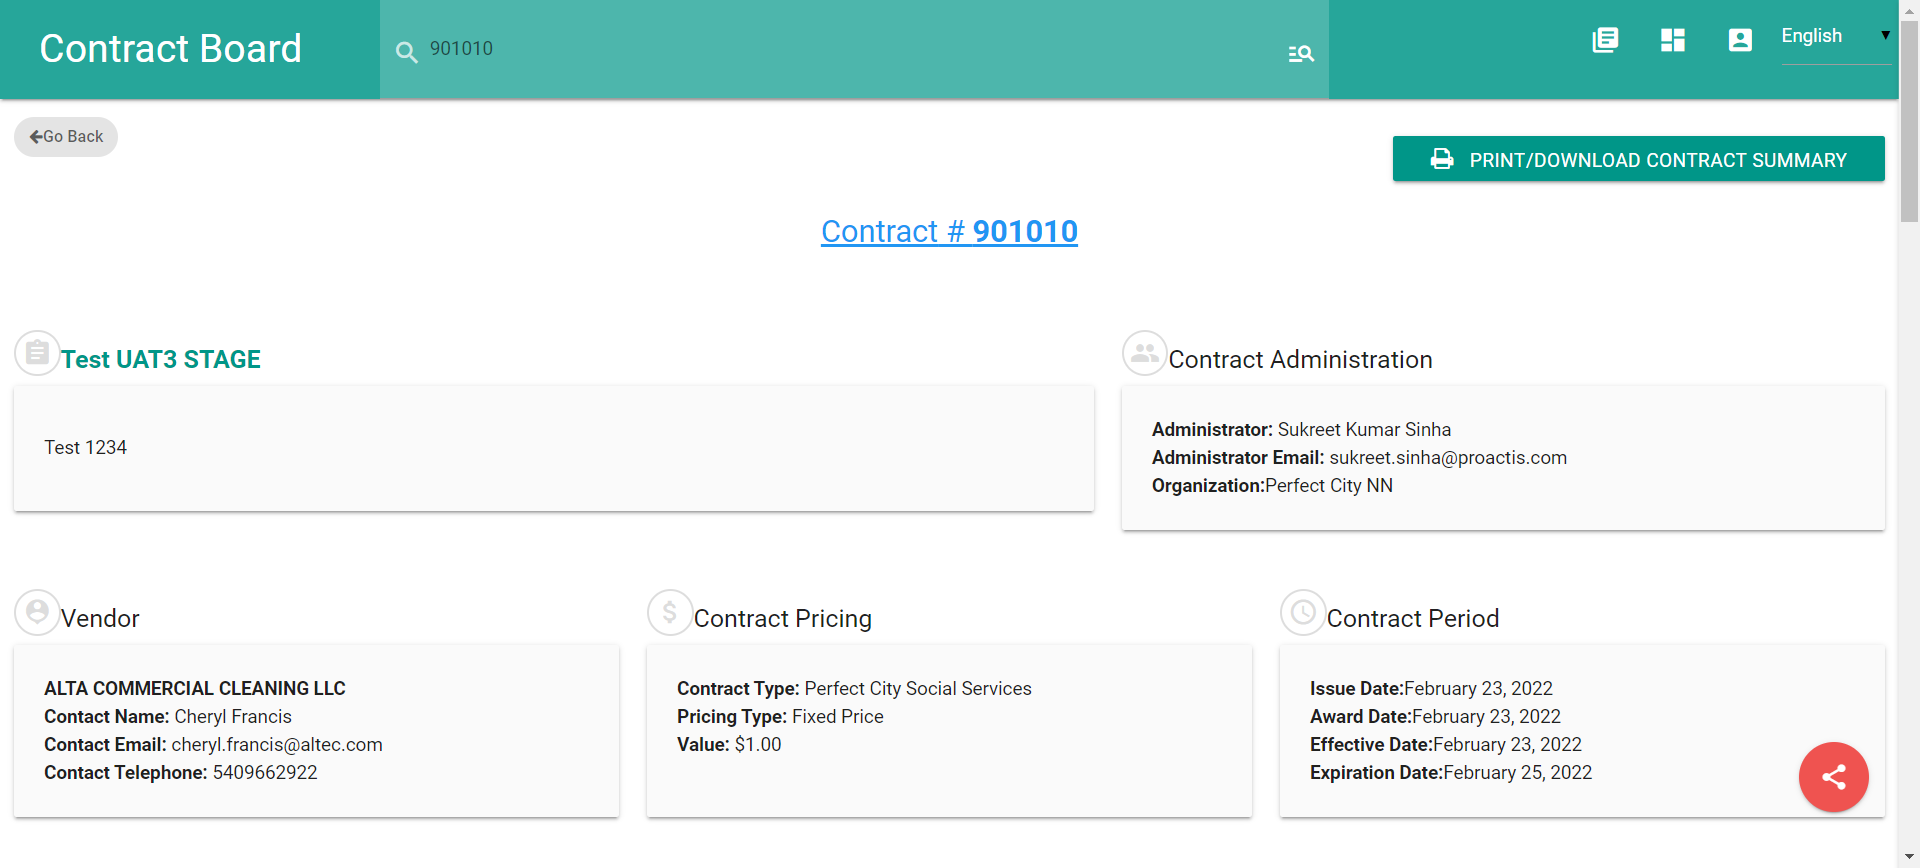 Contract Board
901010
English
Go Back
PRINT/DOWNLOAD CONTRACT SUMMARY
Contract # 901010
Test UAT3 STAGE
Test 1234
Contract Administration
Administrator: Sukreet Kumar Sinha
Administrator Email: sukreet.sinha@proactis.com
Organization:Perfect City NN
Vendor
ALTA COMMERCIAL CLEANING LLC
Contact Name: Cheryl Francis
Contact Email: cheryl.francis@altec.com
Contact Telephone: 5409662922
Contract Pricing
Contract Type: Perfect City Social Services
Pricing Type: Fixed Price
Value: $1.00
Contract Period
Issue Date:February 23, 2022
Award Date:February 23, 2022
Effective Date:February 23, 2022
Expiration Date:February 25, 2022